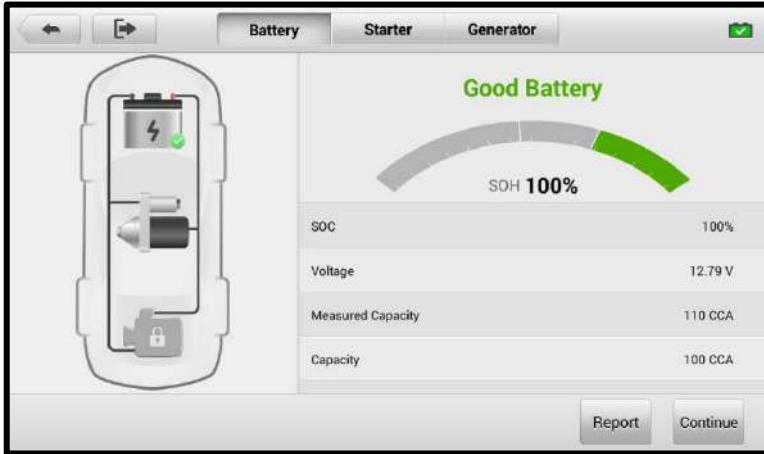 Battery Starter Generator
Good Battery
SOH 100%
SOC 100%
Voltage 12.79 V
Measured Capacity 110 CCA
Capacity 100 CCA
Report Continue